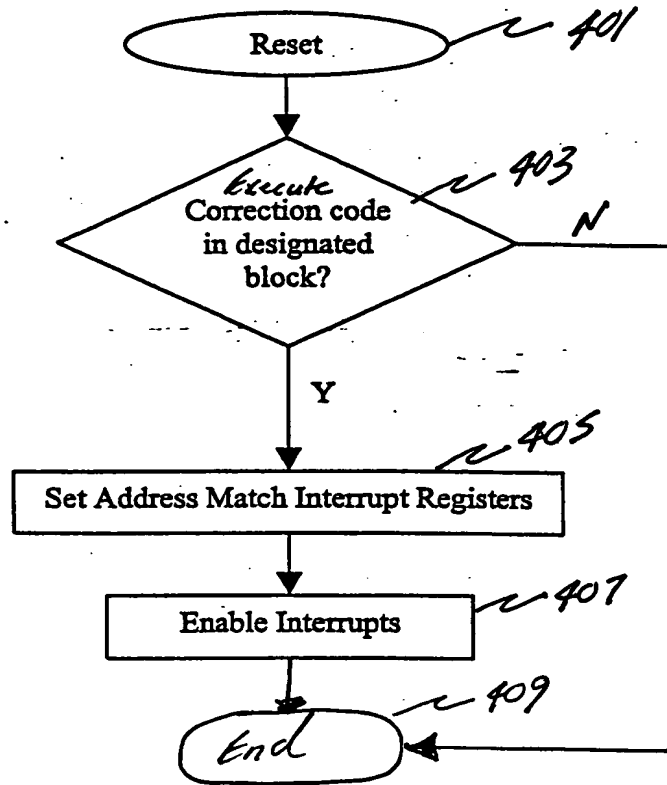 Reset
401
Execute
403
Correction code
in designated
block?
N
Y
405
Set Address Match Interrupt Registers
407
Enable Interrupts
409
End